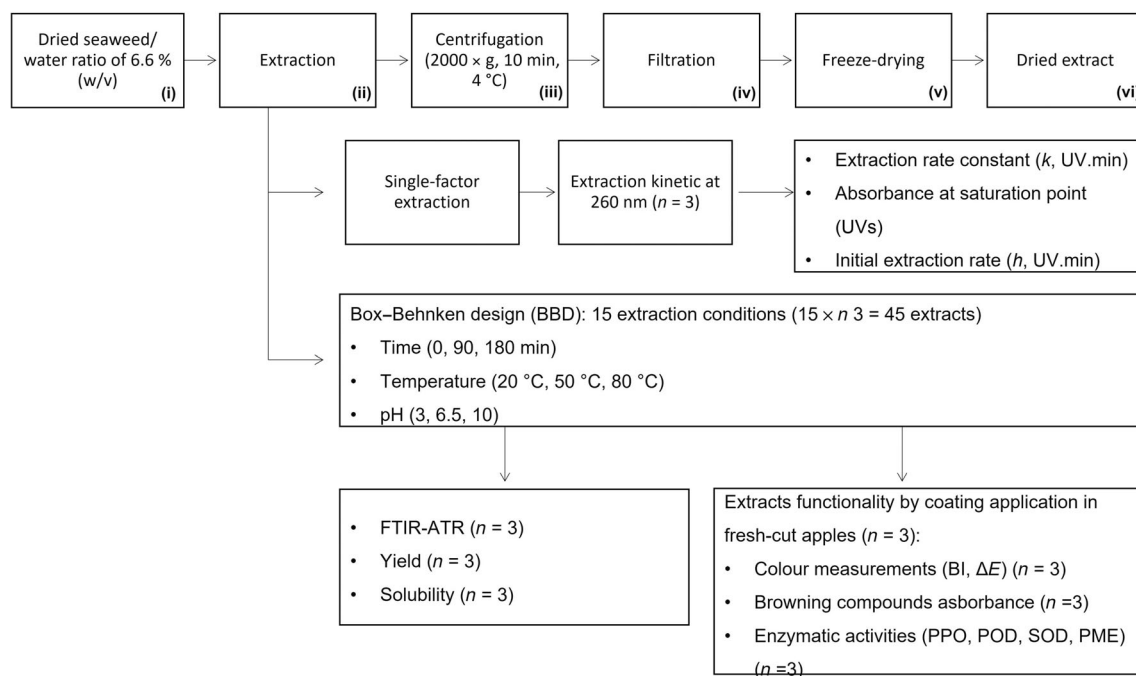 Dried seaweed/
water ratio of 6.6 %
(w/v)
(i)
Extraction
(ii)
Centrifugation
(2000 × g, 10 min,
4 °C)
(iii)
Filtration
(iv)
Freeze-drying
(v)
Dried extract
(vi)
Single-factor
extraction
Extraction kinetic at
260 nm (n = 3)
• Extraction rate constant (k, UV.min)
• Absorbance at saturation point
(UVs)
• Initial extraction rate (h, UV.min)
Box–Behnken design (BBD): 15 extraction conditions (15 × n 3 = 45 extracts)
• Time (0, 90, 180 min)
• Temperature (20 °C, 50 °C, 80 °C)
• pH (3, 6.5, 10)
• FTIR-ATR (n = 3)
• Yield (n = 3)
• Solubility (n = 3)
Extracts functionality by coating application in
fresh-cut apples (n = 3):
• Colour measurements (BI, ΔE) (n = 3)
• Browning compounds asborbance (n =3)
• Enzymatic activities (PPO, POD, SOD, PME)
(n =3)